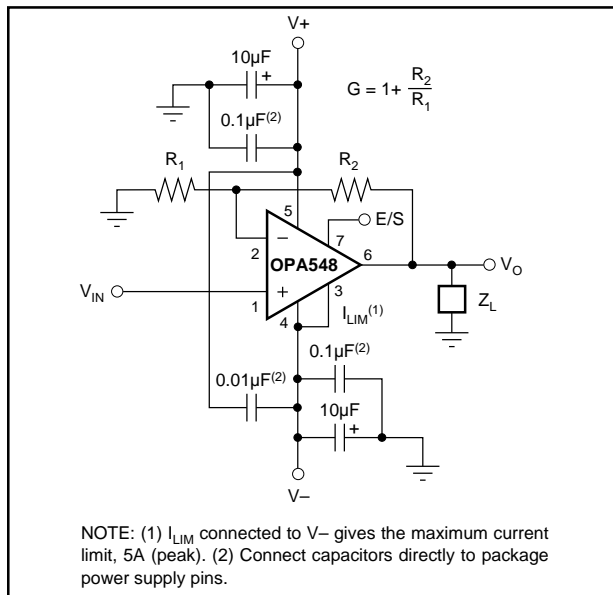 V+
10µF
+
G = 1+ R2/R1
0.1µF(2)
R1
R2
5
E/S
2
–
7
OPA548
6
VO
VIN
+
1
3
4
ILIM(1)
ZL
0.1µF(2)
0.01µF(2)
10µF
+
V–
NOTE: (1) ILIM connected to V– gives the maximum current
limit, 5A (peak). (2) Connect capacitors directly to package
power supply pins.